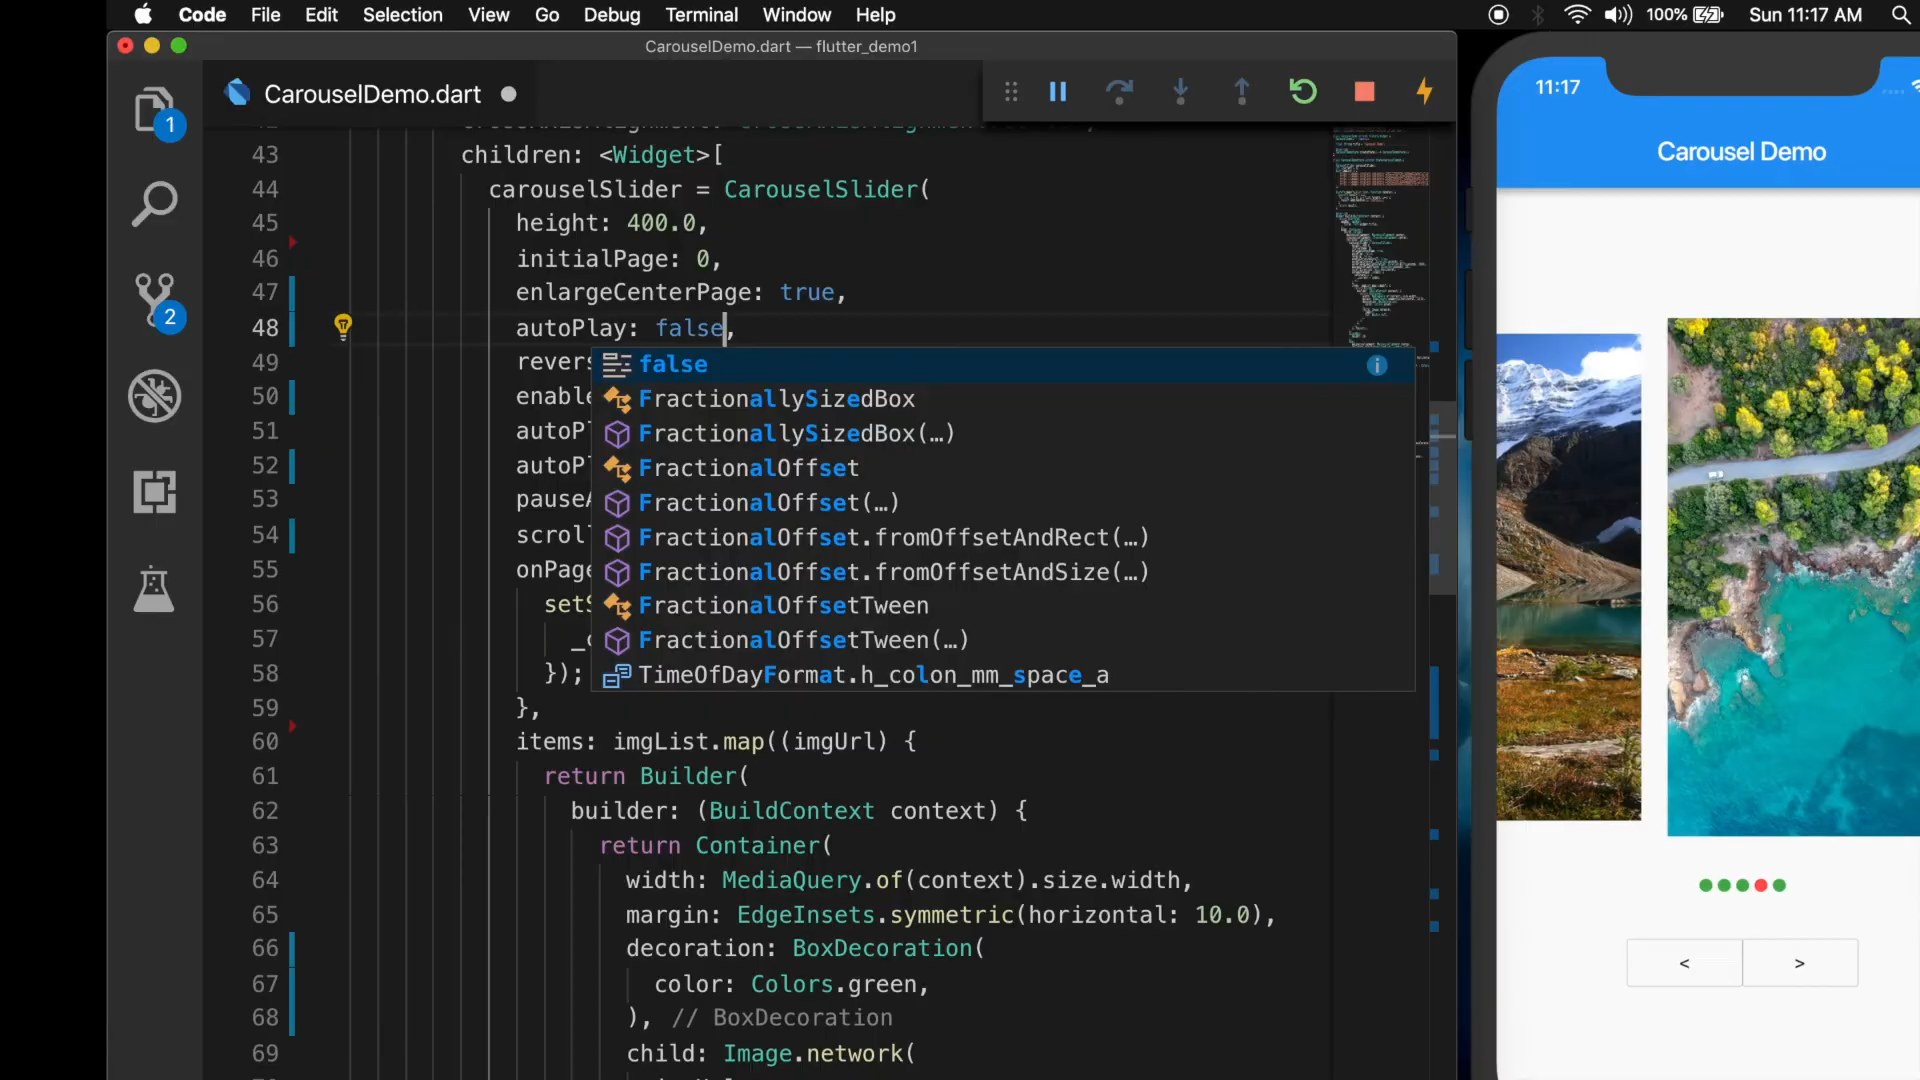 Code File Edit Selection View Go Debug Terminal Window Help 100% Sun 11:17 AM
CarouselDemo.dart — flutter_demo1
CarouselDemo.dart
1
2
43 children: <Widget>[
44 carouselSlider = CarouselSlider(
45 height: 400.0,
46 initialPage: 0,
47 enlargeCenterPage: true,
48 autoPlay: false,
49 revers
50 enable
51 autoPl
52 autoPl
53 pauseA
54 scroll
55 onPage
56 setS
57 _c
58 });
59 },
60 items: imgList.map((imgUrl) {
61 return Builder(
62 builder: (BuildContext context) {
63 return Container(
64 width: MediaQuery.of(context).size.width,
65 margin: EdgeInsets.symmetric(horizontal: 10.0),
66 decoration: BoxDecoration(
67 color: Colors.green,
68 ), // BoxDecoration
69 child: Image.network(
false
FractionallySizedBox
FractionallySizedBox(…)
FractionalOffset
FractionalOffset(…)
FractionalOffset.fromOffsetAndRect(…)
FractionalOffset.fromOffsetAndSize(…)
FractionalOffsetTween
FractionalOffsetTween(…)
TimeOfDayFormat.h_colon_mm_space_a
11:17
Carousel Demo
< >